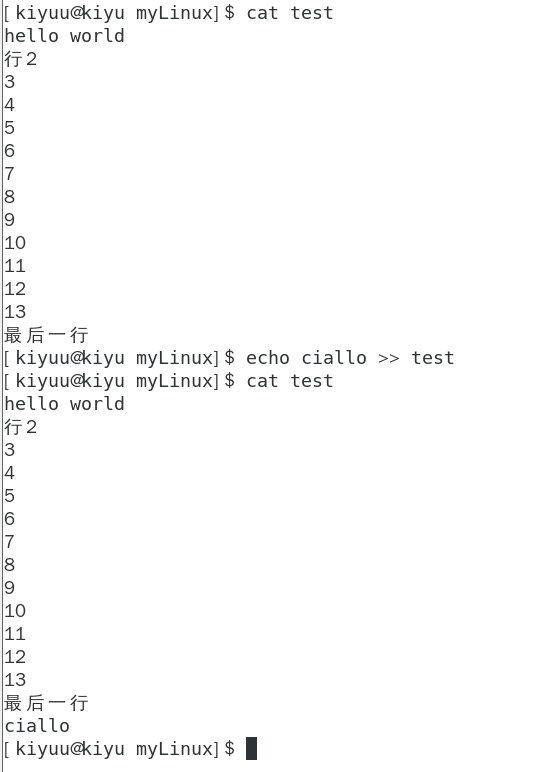 [kiyuu@kiyu myLinux]$ cat test
hello world
行2
3
4
5
6
7
8
9
10
11
12
13
最后一行
[kiyuu@kiyu myLinux]$ echo ciallo >> test
[kiyuu@kiyu myLinux]$ cat test
hello world
行2
3
4
5
6
7
8
9
10
11
12
13
最后一行
ciallo
[kiyuu@kiyu myLinux]$